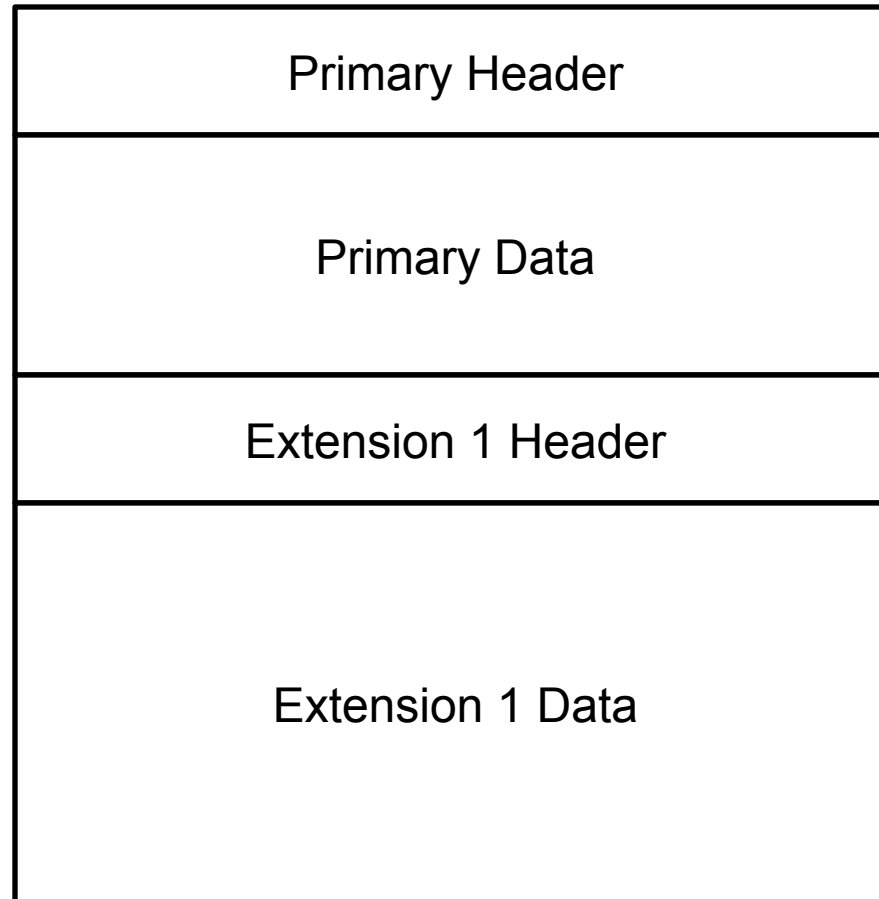 Primary Header
Primary Data
Extension 1 Header
Extension 1 Data